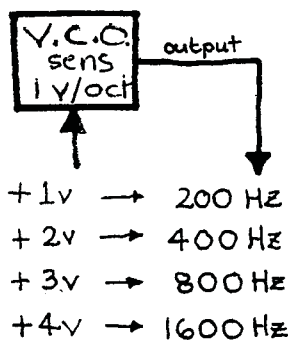 V.C.O.
sens
1 v/oct
output
+1v → 200 Hz
+2v → 400 Hz
+3v → 800 Hz
+4v → 1600 Hz